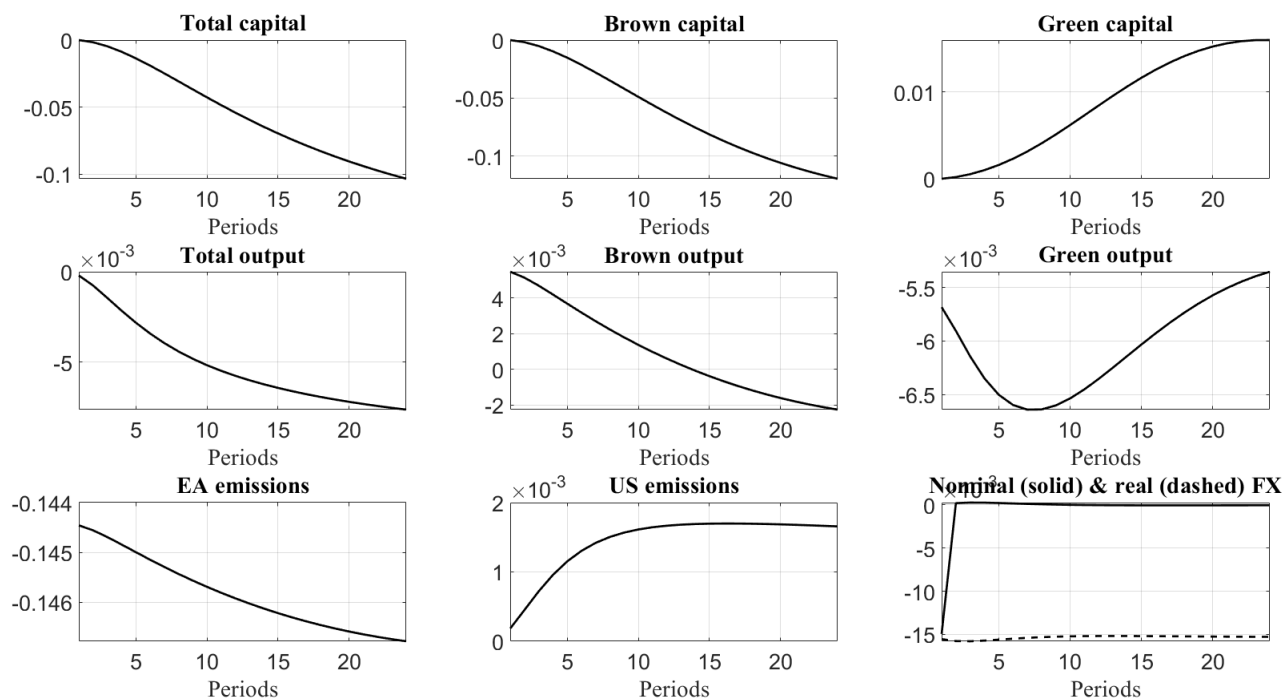 Total capital
Brown capital
Green capital
0
-0.05
-0.1
5 10 15 20
Periods
0
-0.05
-0.1
5 10 15 20
Periods
0.01
0
5 10 15 20
Periods
Total output
Brown output
Green output
×10⁻³
0
-5
5 10 15 20
Periods
×10⁻³
4
2
0
-2
5 10 15 20
Periods
×10⁻³
-5.5
-6
-6.5
5 10 15 20
Periods
EA emissions
US emissions
Nominal (solid) & real (dashed) FX
-0.144
-0.145
-0.146
5 10 15 20
×10⁻³
2
1
0
5 10 15 20
×10⁻³
0
-5
-10
-15
5 10 15 20